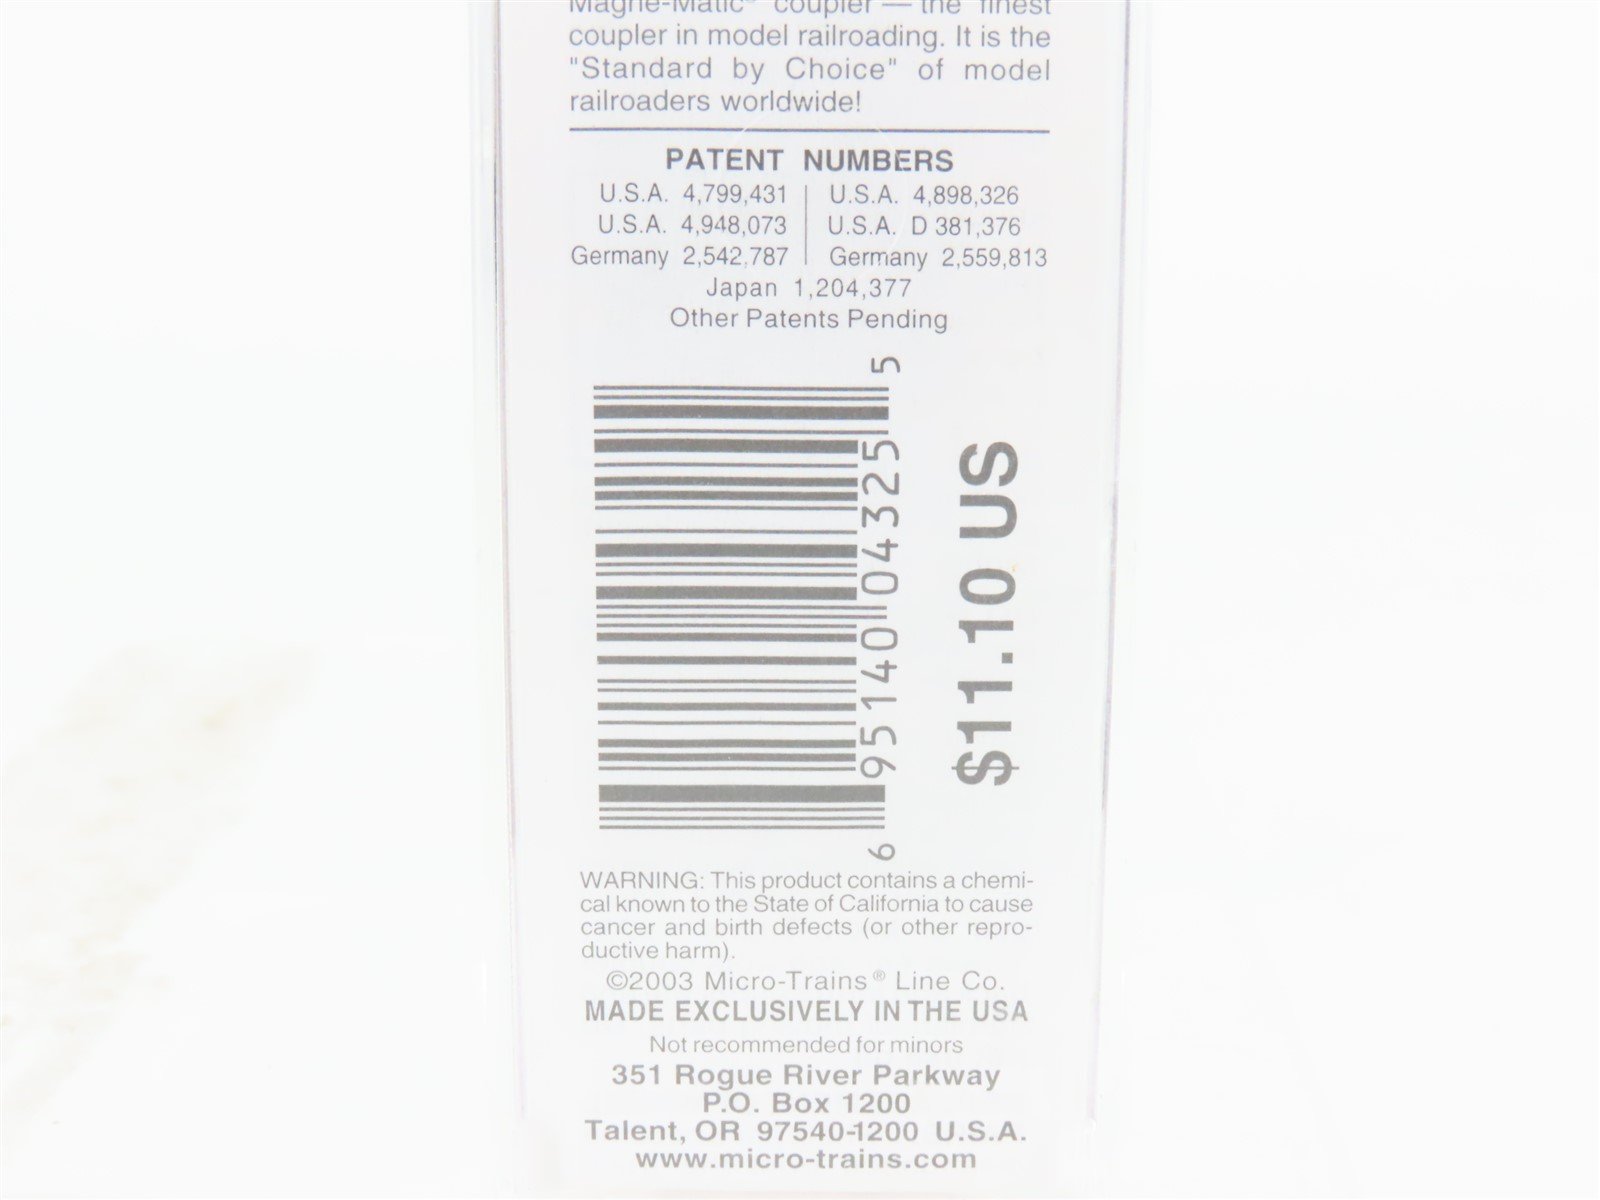 Magne-Matic® coupler — the finest
coupler in model railroading. It is the
"Standard by Choice" of model
railroaders worldwide!
PATENT NUMBERS
U.S.A. 4,799,431 | U.S.A. 4,898,326
U.S.A. 4,948,073 | U.S.A. D 381,376
Germany 2,542,787 | Germany 2,559,813
Japan 1,204,377
Other Patents Pending
6 95140 04325 5
$11.10 US
WARNING: This product contains a chemi-
cal known to the State of California to cause
cancer and birth defects (or other repro-
ductive harm).
©2003 Micro-Trains® Line Co.
MADE EXCLUSIVELY IN THE USA
Not recommended for minors
351 Rogue River Parkway
P.O. Box 1200
Talent, OR 97540-1200 U.S.A.
www.micro-trains.com